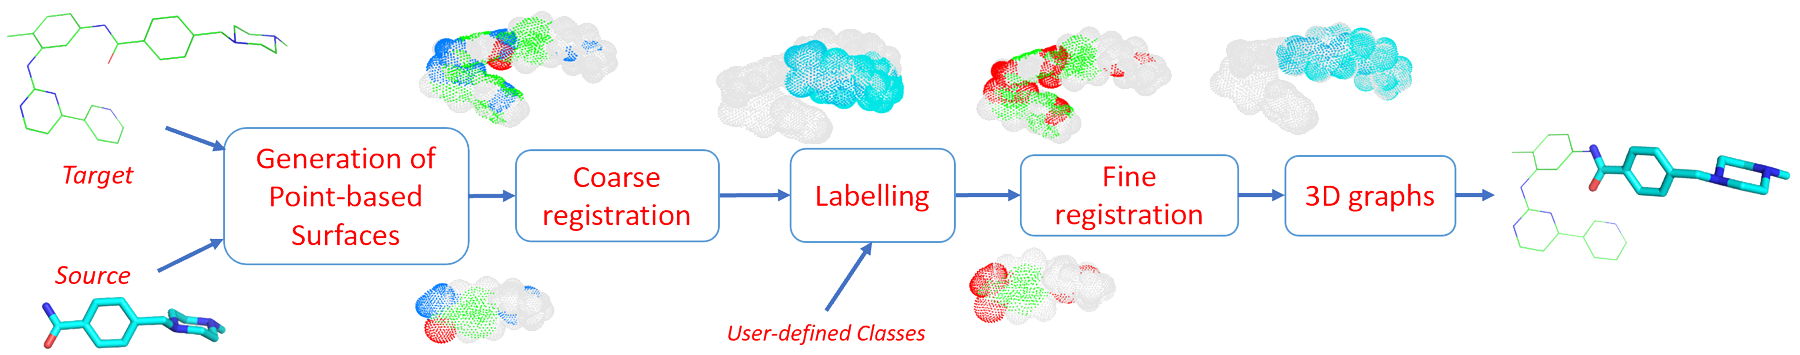 Target
Source
Generation of
Point-based
Surfaces
Coarse
registration
Labelling
User-defined Classes
Fine
registration
3D graphs